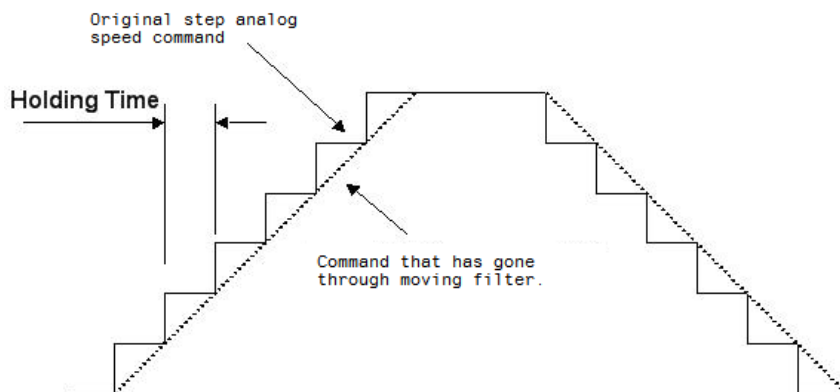 Original step analog
speed command
Holding Time
Command that has gone
through moving filter.